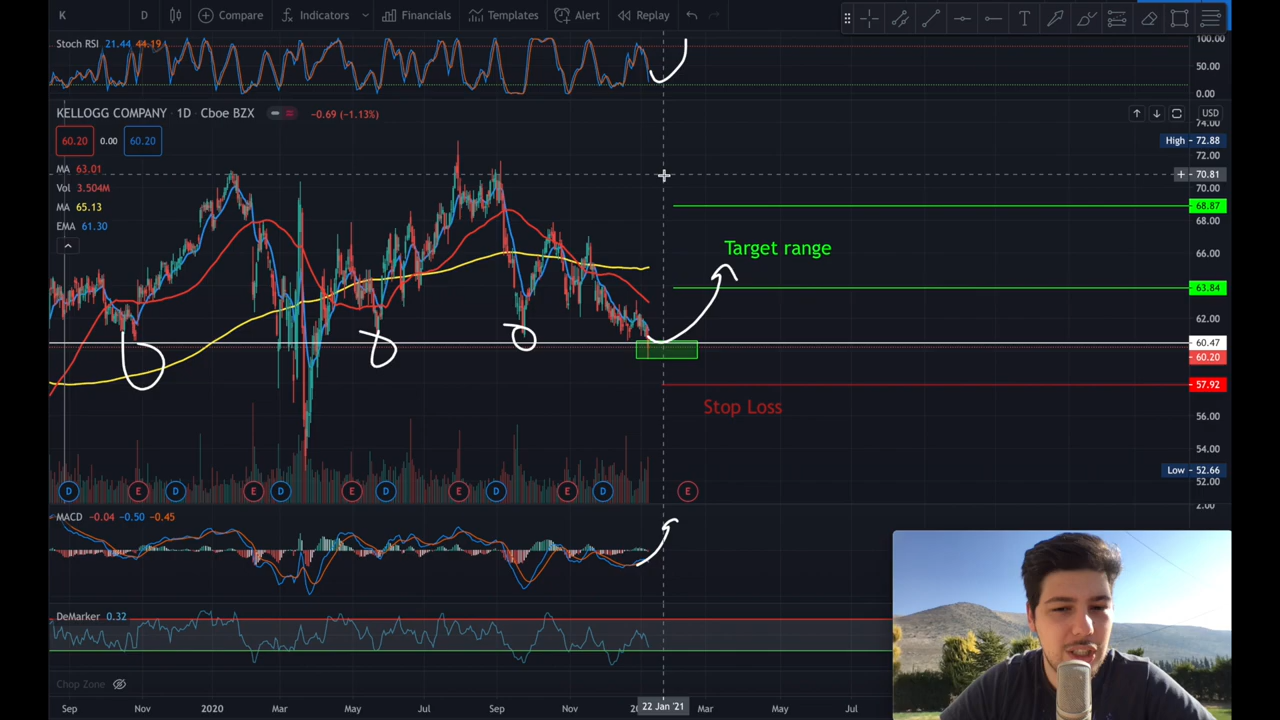 K D Compare Indicators Financials Templates Alert Replay
Stoch RSI 21.44 44.19
100.00
50.00
0.00
KELLOGG COMPANY · 1D · Cboe BZX −0.69 (−1.13%)
USD
60.20 0.00 60.20
MA 63.01
Vol 3.504M
MA 65.13
EMA 61.30
74.00
High 72.88
72.00
+ 70.81
70.00
68.87
68.00
66.00
63.84
62.00
60.47
60.20
57.92
56.00
54.00
Low 52.66
52.00
Target range
Stop Loss
D E D E D E D E D E D E
2.00
MACD −0.04 −0.50 −0.45
DeMarker 0.32
Chop Zone
Sep Nov 2020 Mar May Jul Sep Nov 22 Jan '21 Mar May Jul